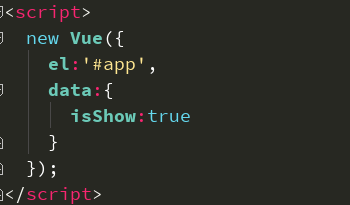 <script>
  new Vue({
    el:'#app',
    data:{
      isShow:true
    }
  });
</script>